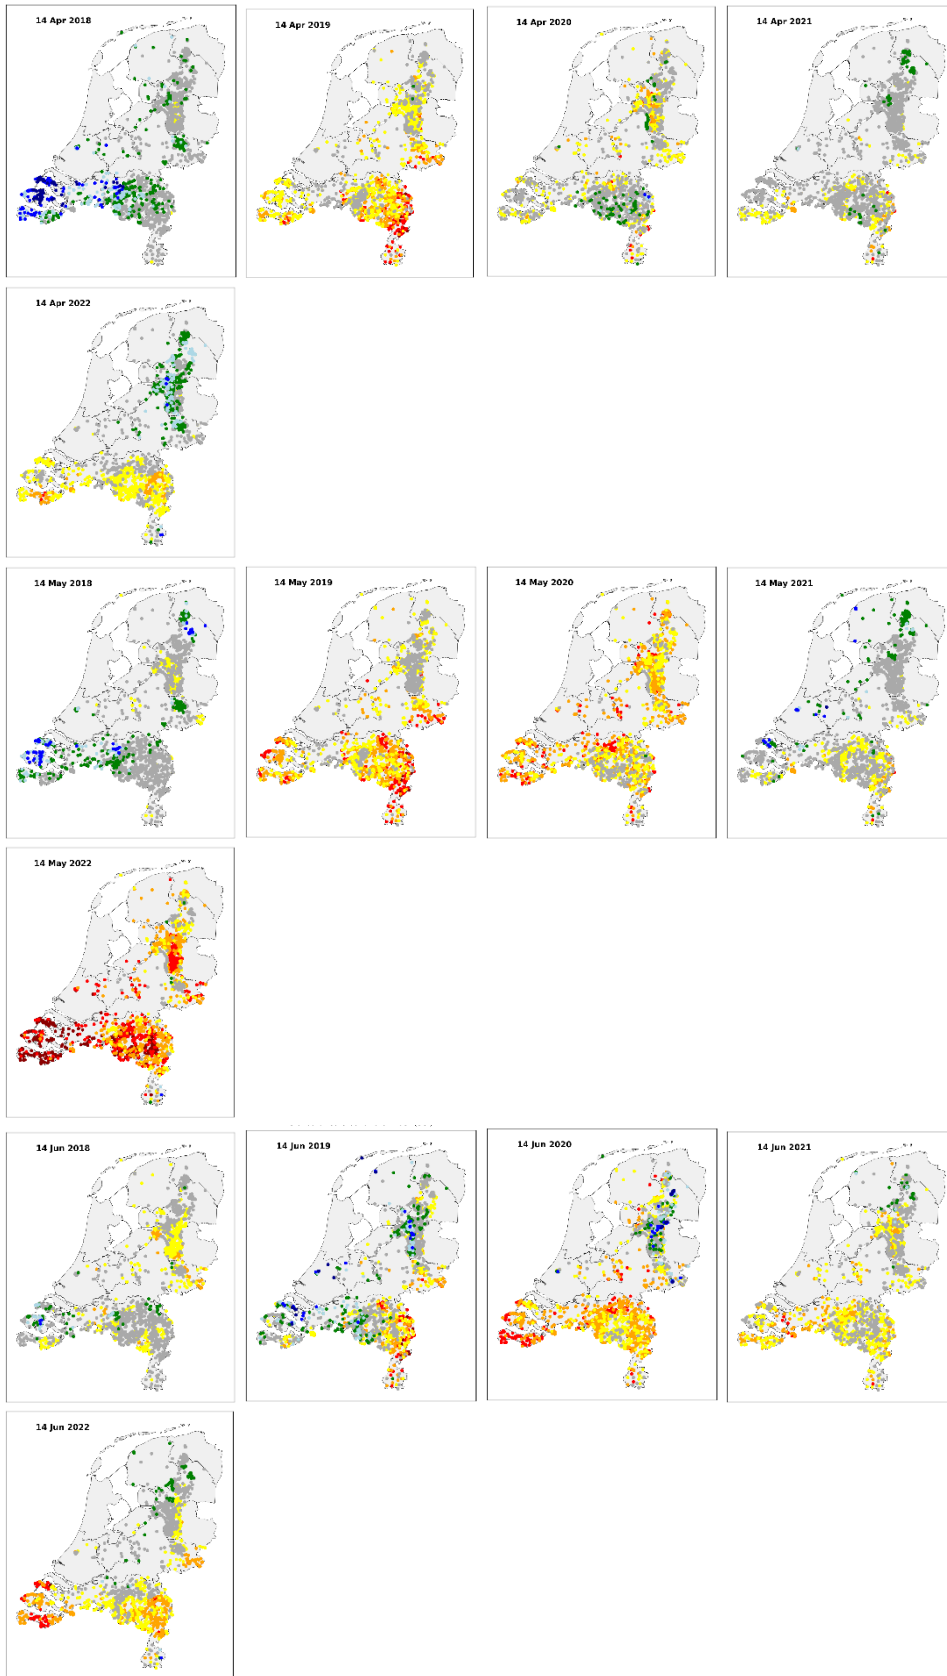 14 Apr 2018
14 Apr 2019
14 Apr 2020
14 Apr 2021
14 Apr 2022
14 May 2018
14 May 2019
14 May 2020
14 May 2021
14 May 2022
14 Jun 2018
14 Jun 2019
14 Jun 2020
14 Jun 2021
14 Jun 2022